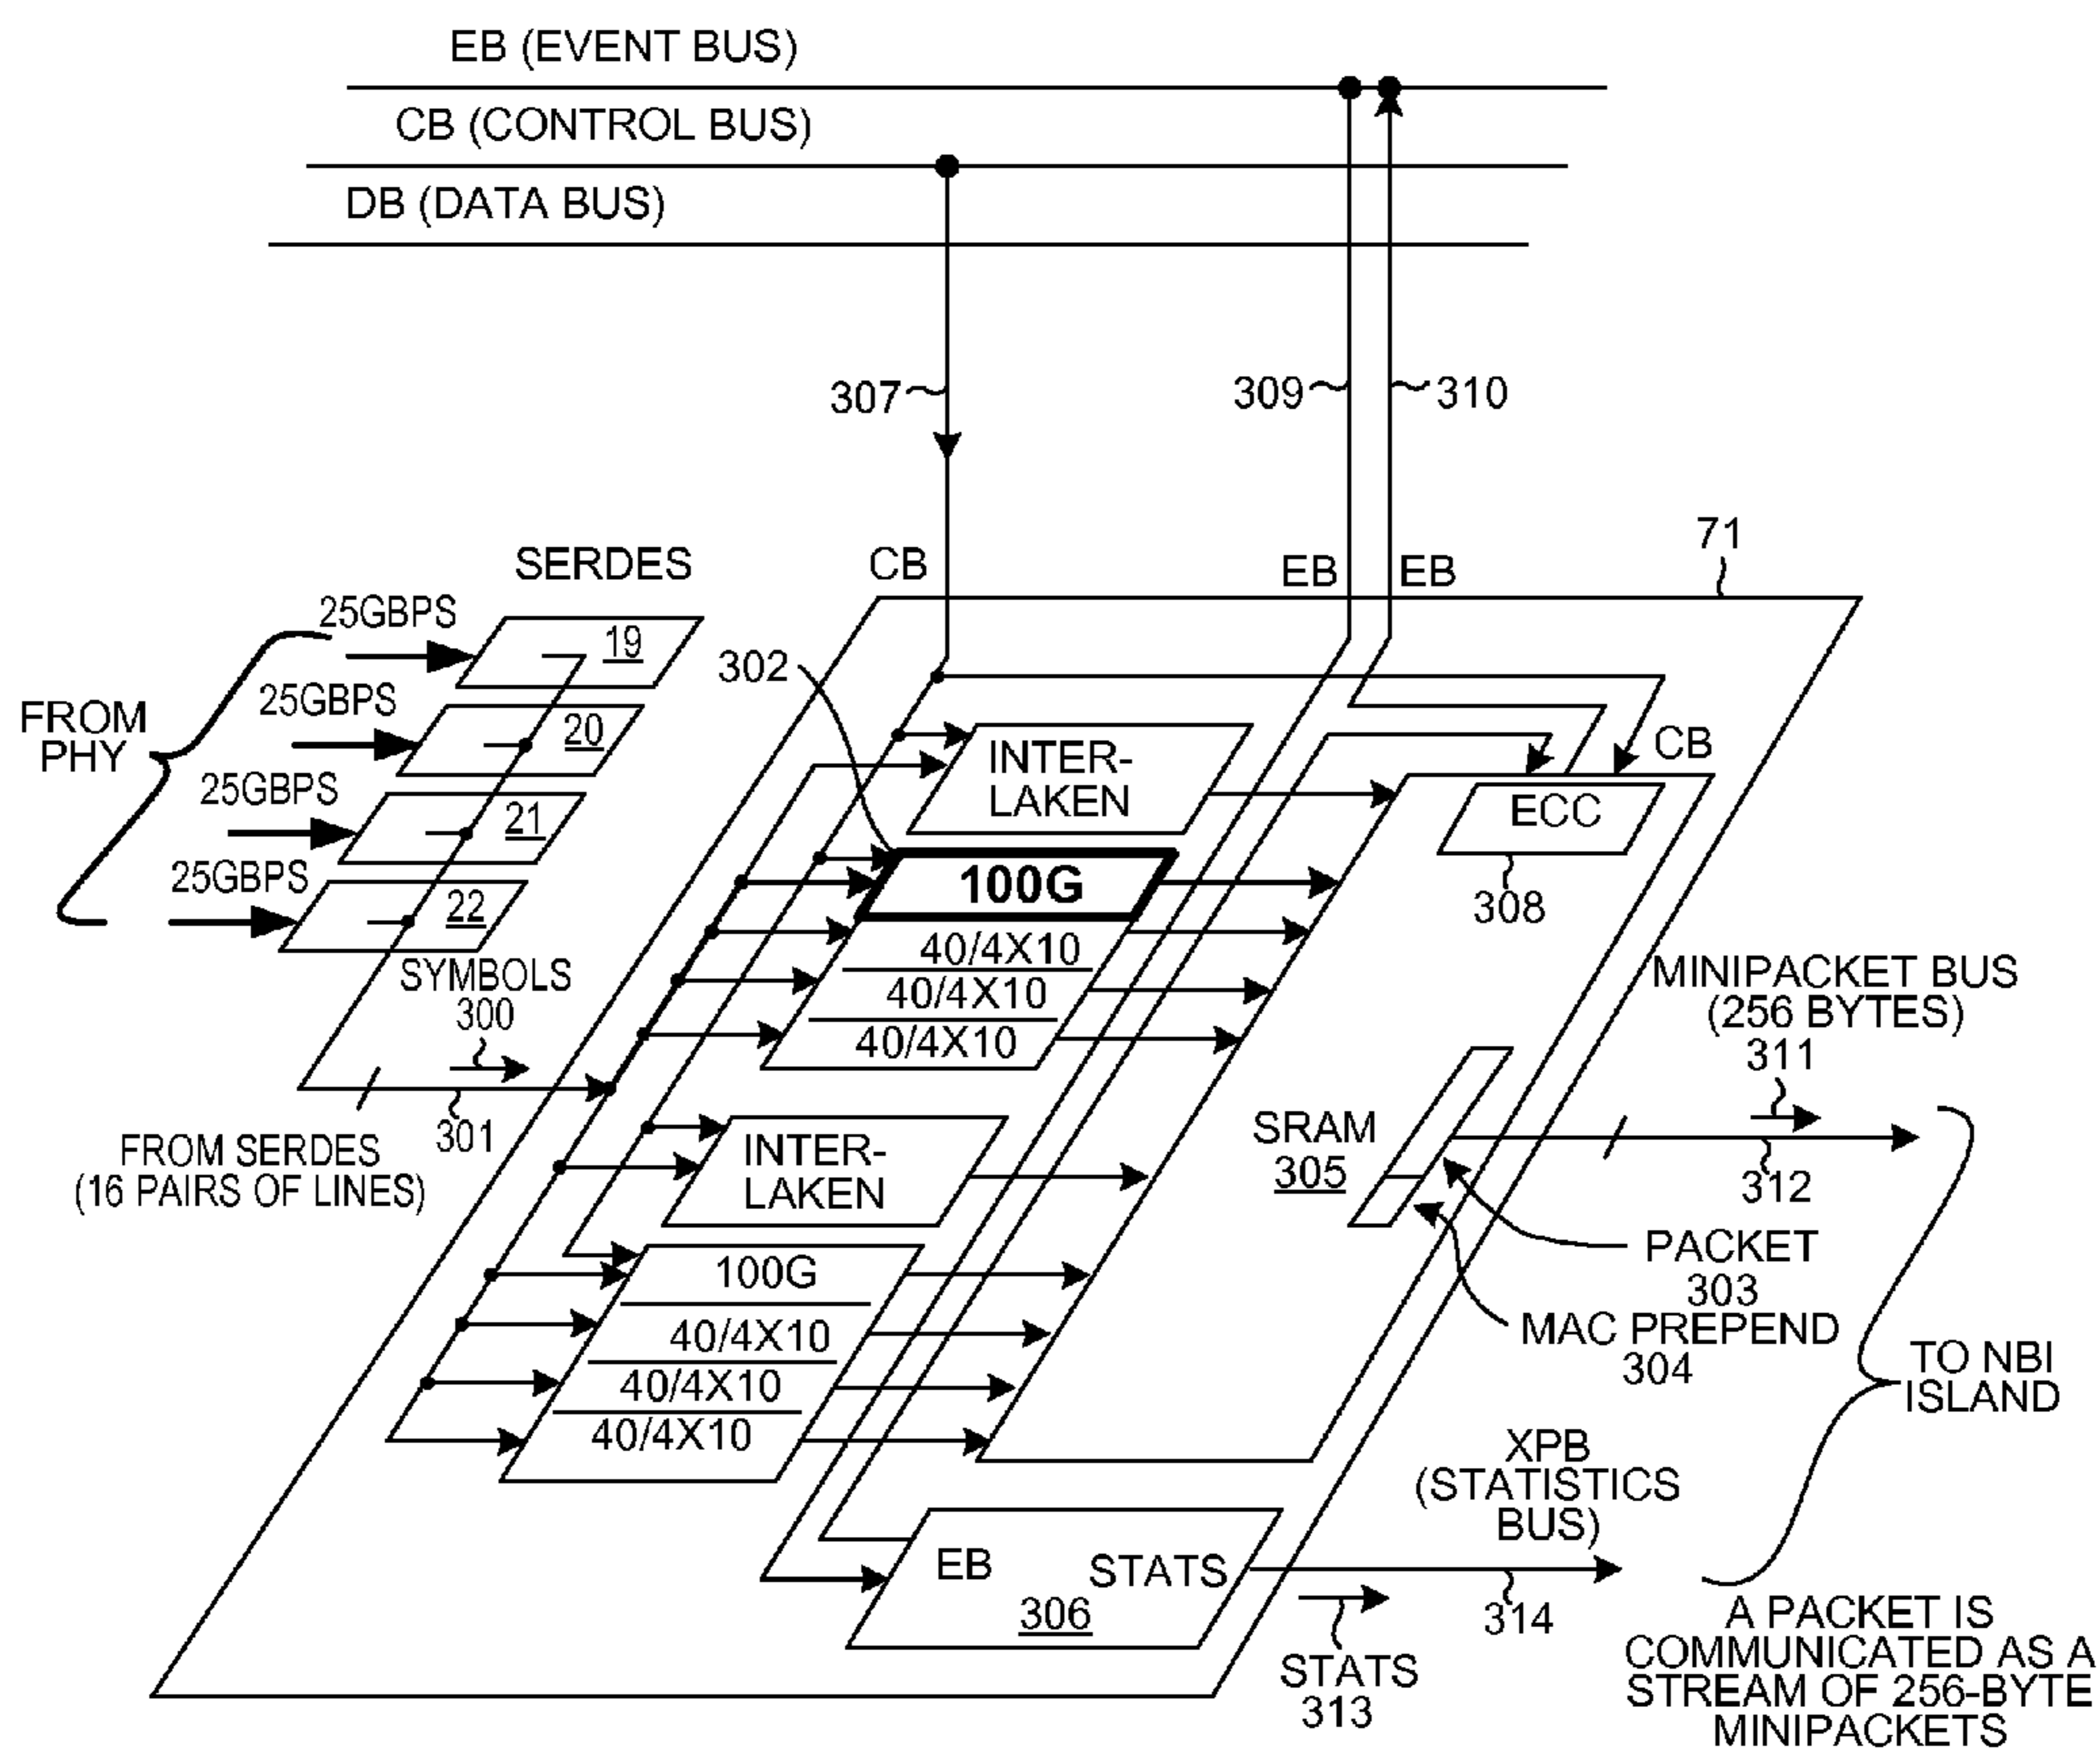 EB (EVENT BUS)
CB (CONTROL BUS)
DB (DATA BUS)
307
309
310
71
SERDES
CB
EB
EB
25GBPS
19
302
25GBPS
20
FROM
PHY
CB
INTER-
LAKEN
25GBPS
21
ECC
25GBPS
22
100G
308
40/4X10
40/4X10
40/4X10
SYMBOLS
300
MINIPACKET BUS
(256 BYTES)
311
301
FROM SERDES
(16 PAIRS OF LINES)
INTER-
LAKEN
SRAM
305
312
PACKET
303
MAC PREPEND
304
100G
40/4X10
40/4X10
40/4X10
TO NBI
ISLAND
XPB
(STATISTICS
BUS)
EB
STATS
306
314
STATS
313
A PACKET IS
COMMUNICATED AS A
STREAM OF 256-BYTE
MINIPACKETS